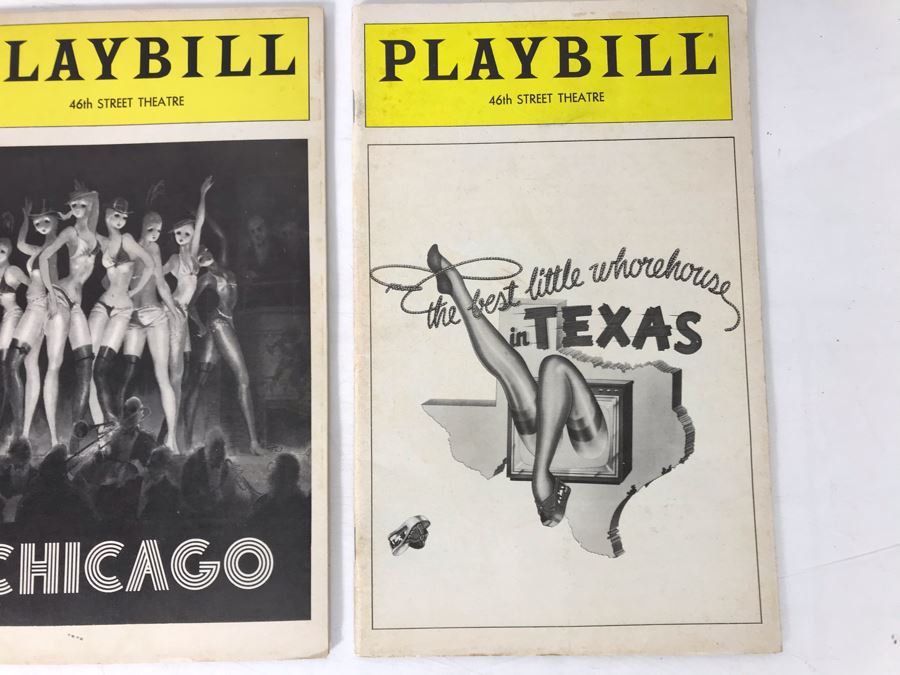 PLAYBILL
46th STREET THEATRE
CHICAGO
PLAYBILL®
46th STREET THEATRE
the best little whorehouse
in TEXAS